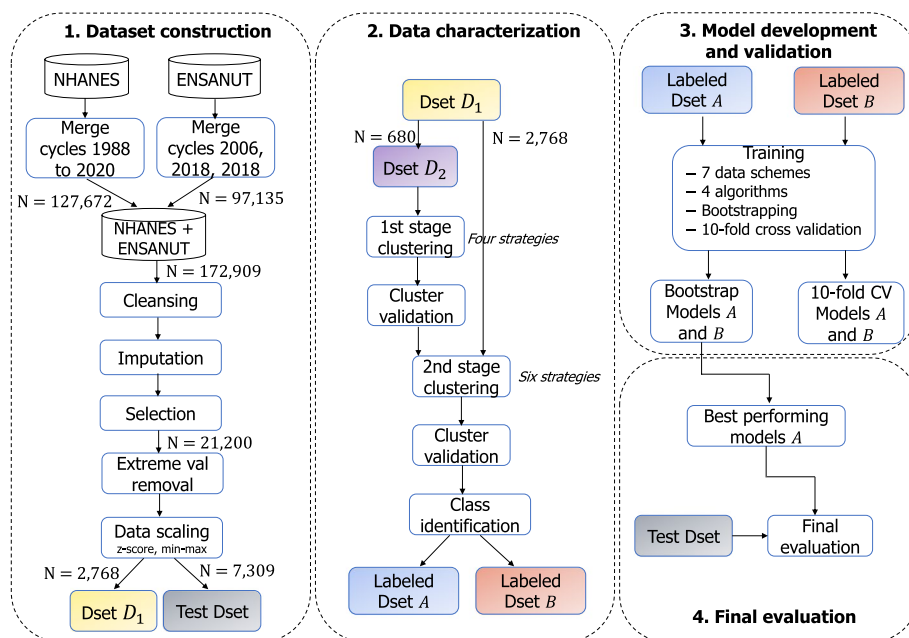 1. Dataset construction
NHANES
ENSANUT
Merge
cycles 1988
to 2020
Merge
cycles 2006,
2018, 2018
N = 127,672
N = 97,135
NHANES +
ENSANUT
N = 172,909
Cleansing
Imputation
Selection
N = 21,200
Extreme val
removal
Data scaling
z-score, min-max
N = 2,768
N = 7,309
Dset D₁
Test Dset
2. Data characterization
Dset D₁
N = 680
N = 2,768
Dset D₂
1st stage
clustering
Four strategies
Cluster
validation
2nd stage
clustering
Six strategies
Cluster
validation
Class
identification
Labeled
Dset A
Labeled
Dset B
3. Model development
and validation
Labeled
Dset A
Labeled
Dset B
Training
– 7 data schemes
– 4 algorithms
– Bootstrapping
– 10-fold cross validation
Bootstrap
Models A
and B
10-fold CV
Models A
and B
Best performing
models A
Test Dset
Final
evaluation
4. Final evaluation